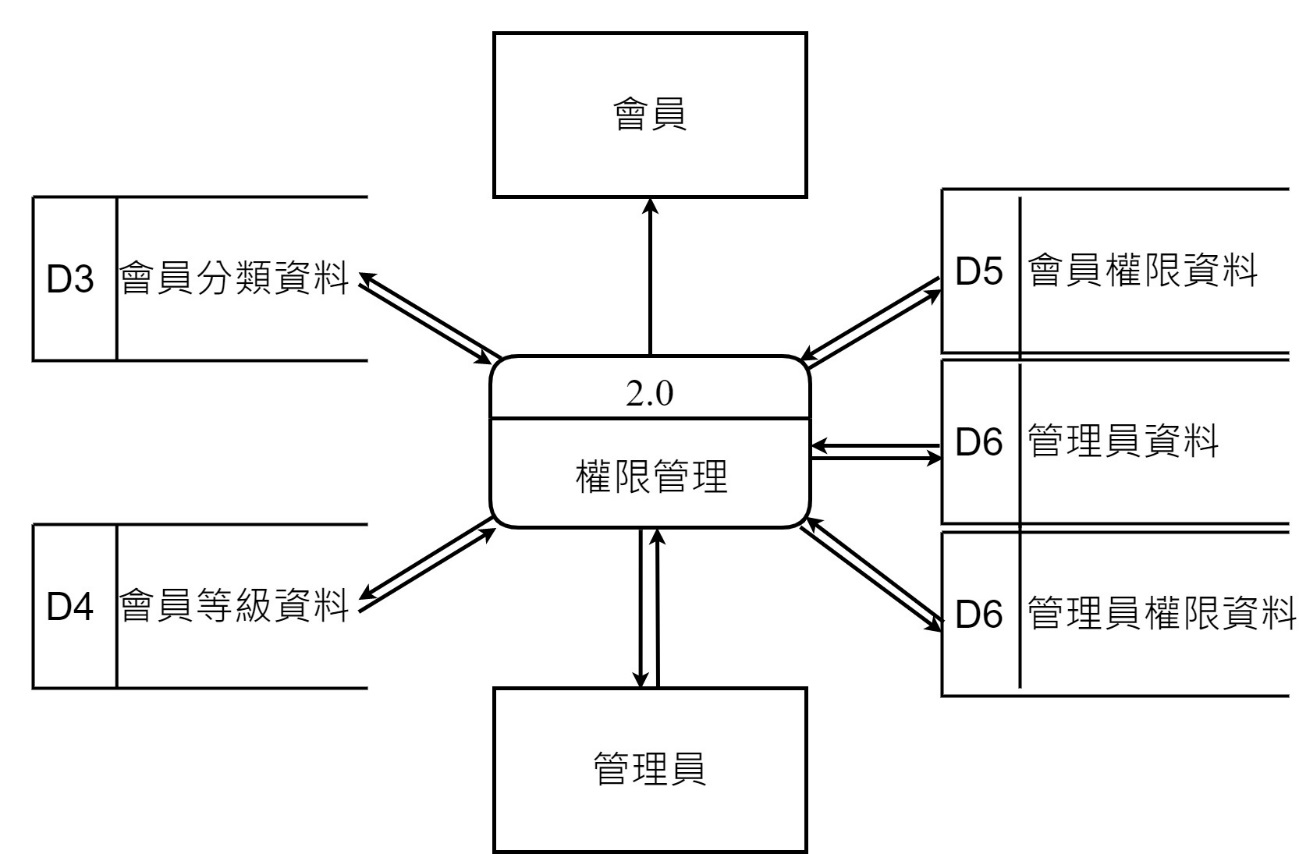 會員
D3 會員分類資料
D5 會員權限資料
2.0
權限管理
D6 管理員資料
D4 會員等級資料
D6 管理員權限資料
管理員